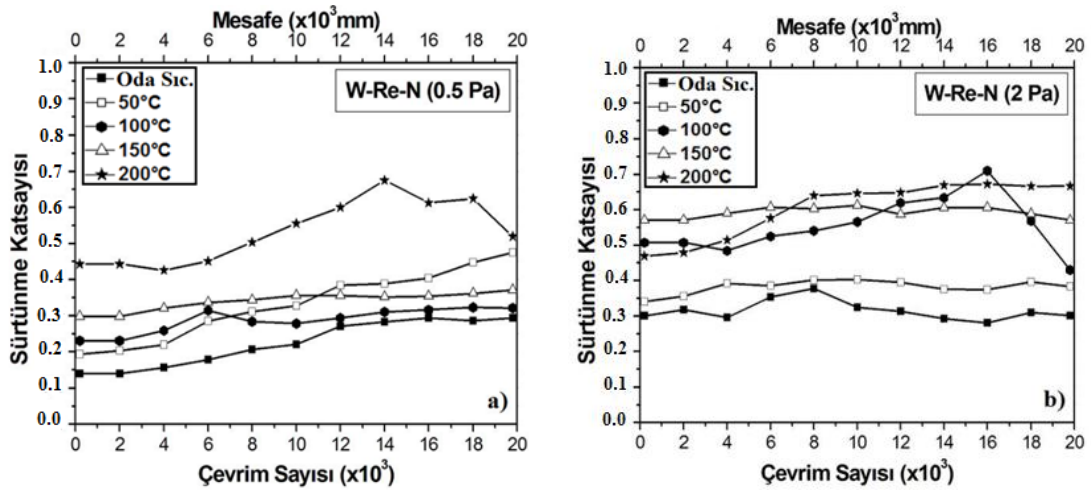 Mesafe (x10³mm)
0 2 4 6 8 10 12 14 16 18 20
1.0
0.9
0.8
0.7
0.6
0.5
0.4
0.3
0.2
0.1
0.0
Sürtünme Katsayısı
Oda Sıc.
50°C
100°C
150°C
200°C
W-Re-N (0.5 Pa)
a)
0 2 4 6 8 10 12 14 16 18 20
Çevrim Sayısı (x10³)
Mesafe (x10³mm)
0 2 4 6 8 10 12 14 16 18 20
1.0
0.9
0.8
0.7
0.6
0.5
0.4
0.3
0.2
0.1
0.0
Sürtünme Katsayısı
Oda Sıc.
50°C
100°C
150°C
200°C
W-Re-N (2 Pa)
b)
0 2 4 6 8 10 12 14 16 18 20
Çevrim Sayısı (x10³)